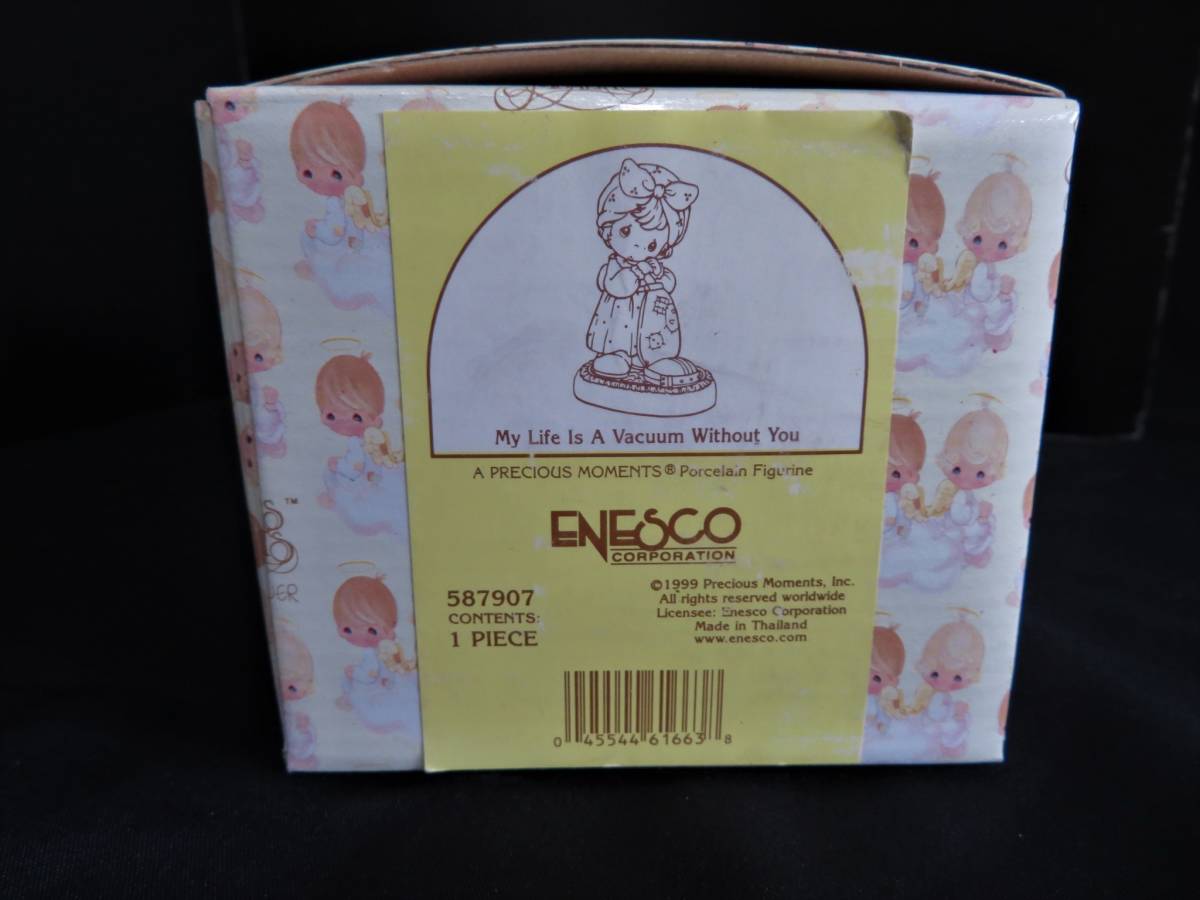 My Life Is A Vacuum Without You
A PRECIOUS MOMENTS® Porcelain Figurine
ENESCO
CORPORATION
587907
CONTENTS:
1 PIECE
©1999 Precious Moments, Inc.
All rights reserved worldwide
Licensee: Enesco Corporation
Made in Thailand
www.enesco.com
0 45544 61663 8
TM